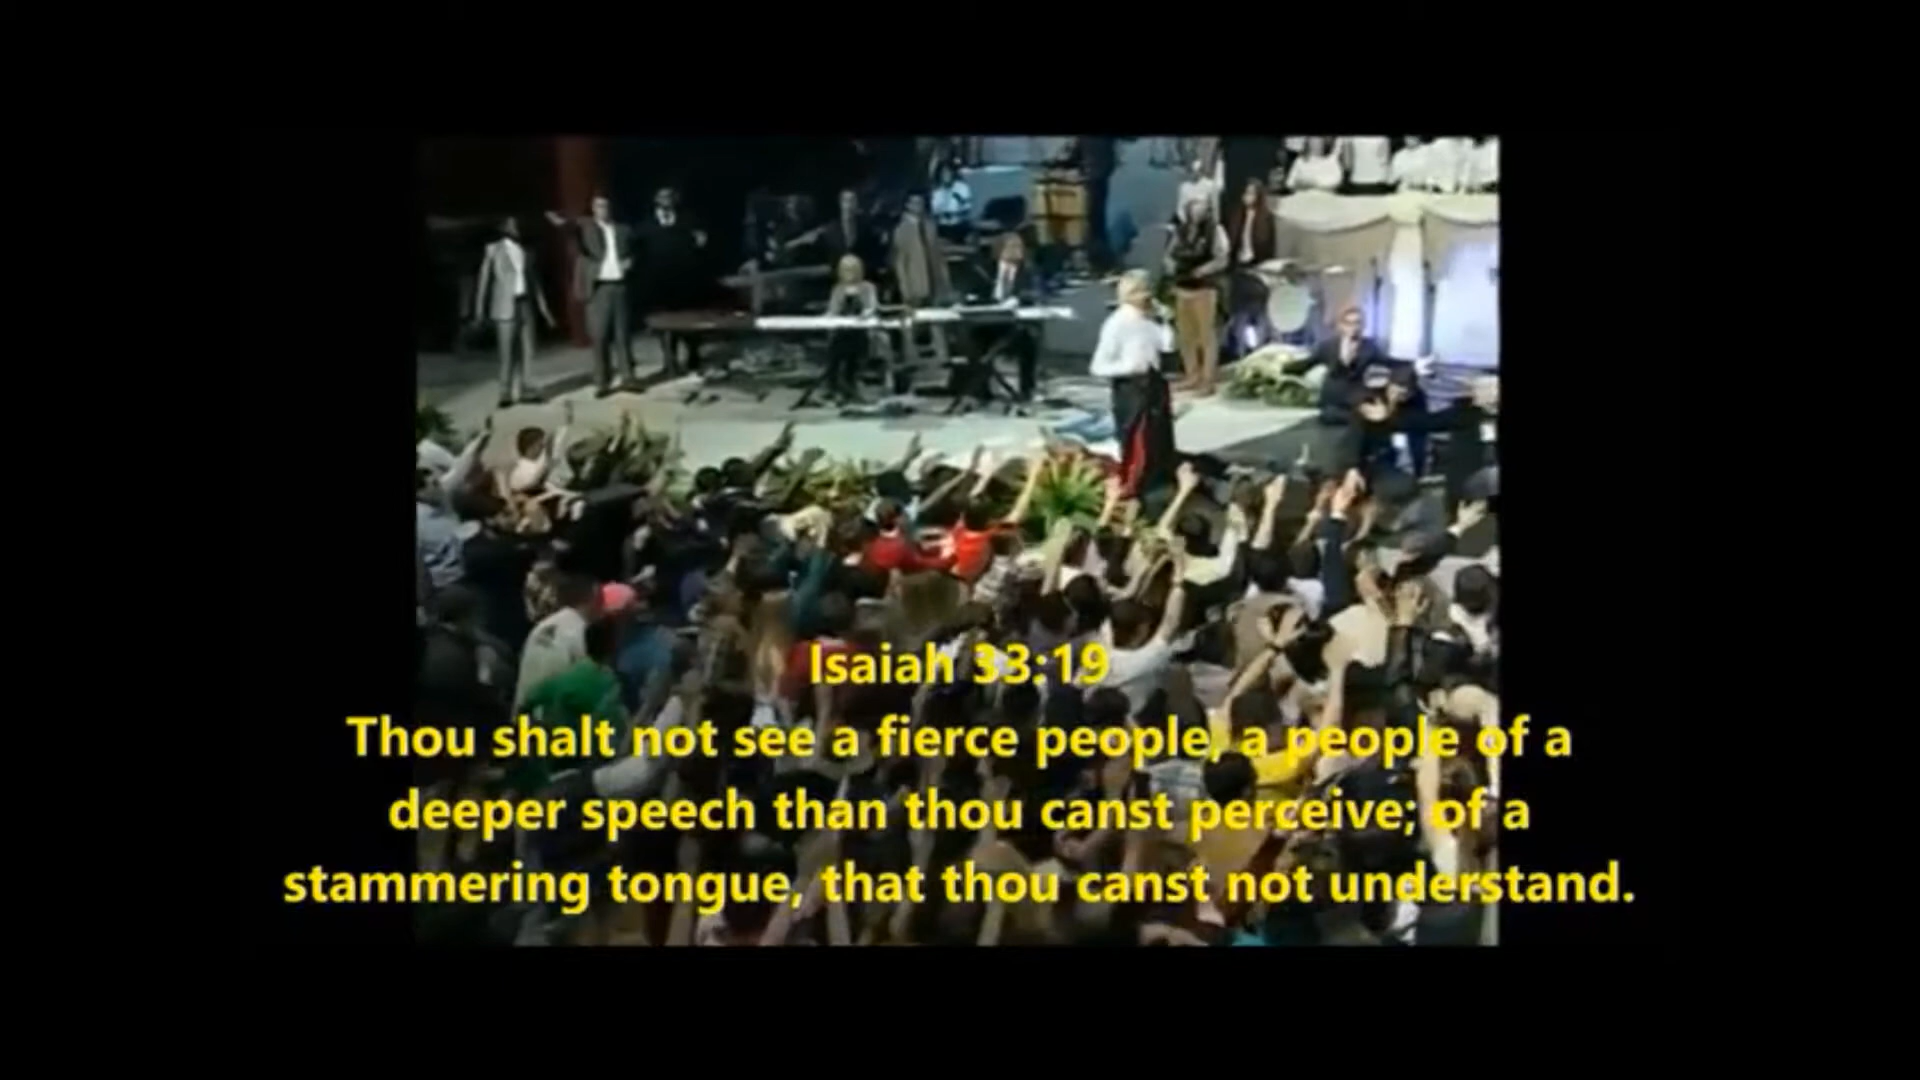 Isaiah 33:19
Thou shalt not see a fierce people, a people of a
deeper speech than thou canst perceive; of a
stammering tongue, that thou canst not understand.